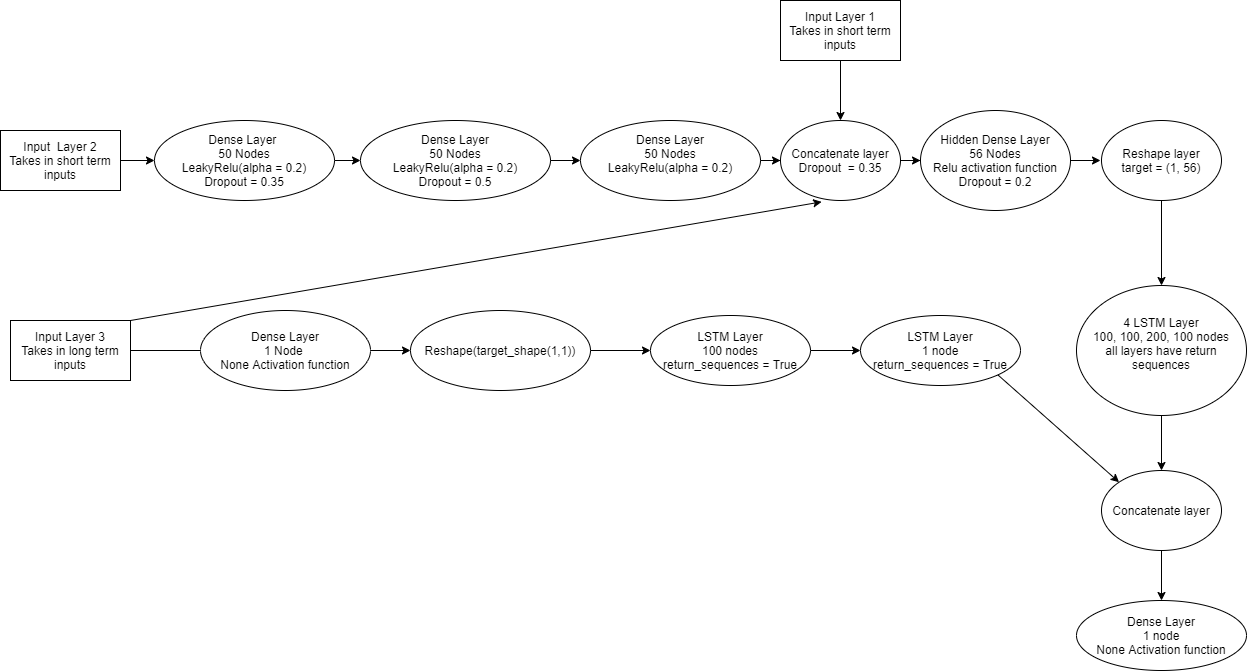 Input Layer 1
Takes in short term
inputs
Input  Layer 2
Takes in short term
inputs
Dense Layer
50 Nodes
LeakyRelu(alpha = 0.2)
Dropout = 0.35
Dense Layer
50 Nodes
LeakyRelu(alpha = 0.2)
Dropout = 0.5
Dense Layer
50 Nodes
LeakyRelu(alpha = 0.2)
Concatenate layer
Dropout  = 0.35
Hidden Dense Layer
56 Nodes
Relu activation function
Dropout = 0.2
Reshape layer
target = (1, 56)
Input Layer 3
Takes in long term
inputs
Dense Layer
1 Node
None Activation function
Reshape(target_shape(1,1))
LSTM Layer
100 nodes
return_sequences = True
LSTM Layer
1 node
return_sequences = True
4 LSTM Layer
100, 100, 200, 100 nodes
all layers have return
sequences
Concatenate layer
Dense Layer
1 node
None Activation function